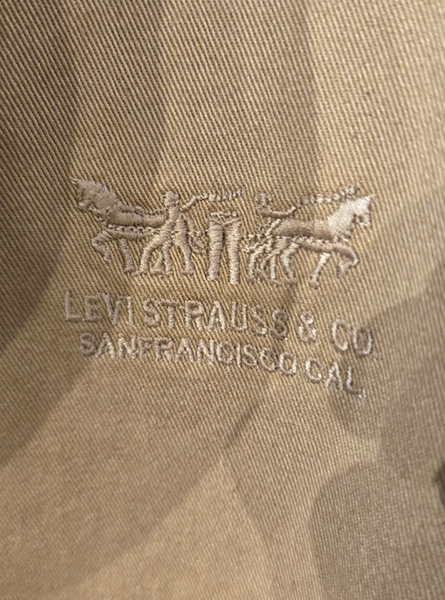 LEVI STRAUSS & CO.
SANFRANCISCO CAL.